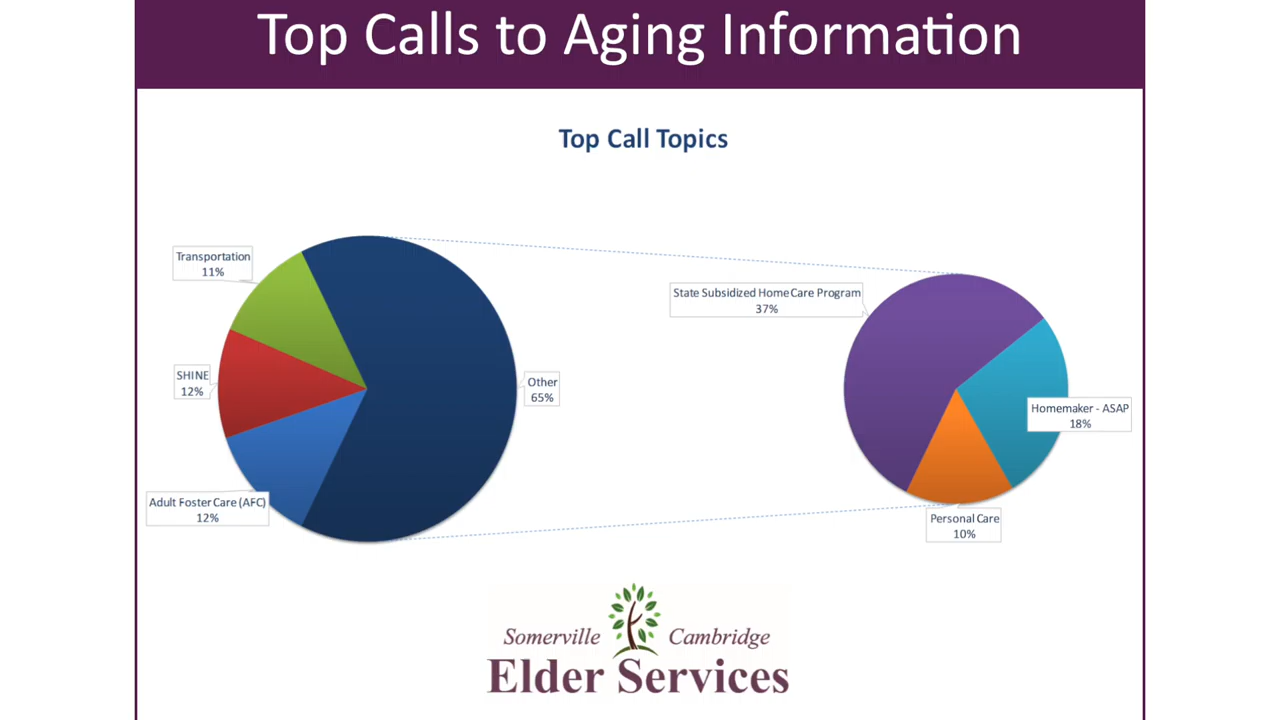 Top Calls to Aging Information
Top Call Topics
Transportation
11%
SHINE
12%
Adult Foster Care (AFC)
12%
Other
65%
State Subsidized Home Care Program
37%
Homemaker - ASAP
18%
Personal Care
10%
Somerville Cambridge
Elder Services